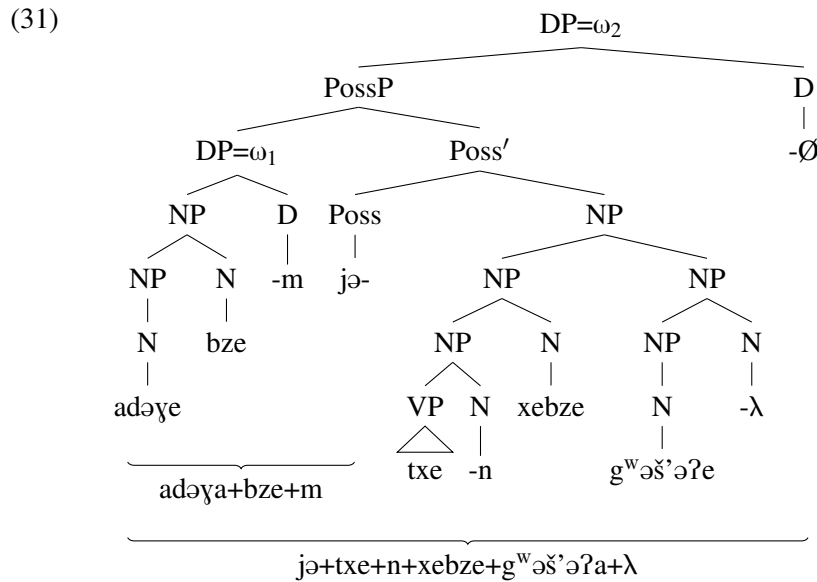 (31)
DP=ω₂
PossP D
-Ø
DP=ω₁ Poss′
NP D Poss NP
-m jə-
NP N NP NP
bze
N NP N NP N
xebze -λ
adəɣe VP N N
txe -n gʷəš’əʔe
adəɣa+bze+m
jə+txe+n+xebze+gʷəš’əʔa+λ